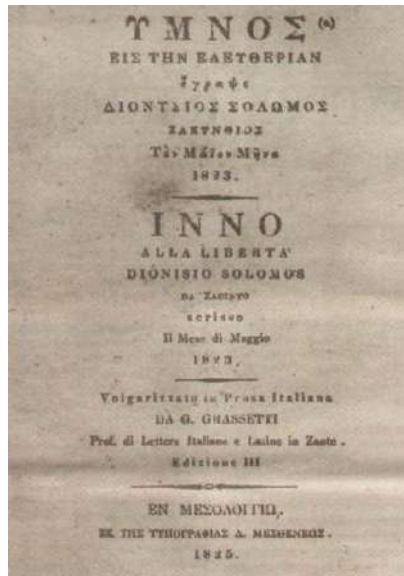 ΥΜΝΟΣ (α)
ΕΙΣ ΤΗΝ ΕΛΕΥΘΕΡΙΑΝ
ἔγραψε
ΔΙΟΝΥΣΙΟΣ ΣΟΛΩΜΟΣ
ΖΑΚΥΝΘΙΟΣ
Τὸν Μάϊον Μῆνα
1823.
INNO
ALLA LIBERTA'
DIONISIO SOLOMOS
DA ZACINTO
scrisse
Il Mese di Maggio
1823.
Volgarizzato in Prosa Italiana
DA G. GRASSETTI
Prof. di Lettere Italiane e Latine in Zante.
Edizione III
ΕΝ ΜΕΣΟΛΟΓΓΙΩ,
ΕΚ ΤΗΣ ΤΥΠΟΓΡΑΦΙΑΣ Δ. ΜΕΣΘΕΝΕΩΣ.
1825.